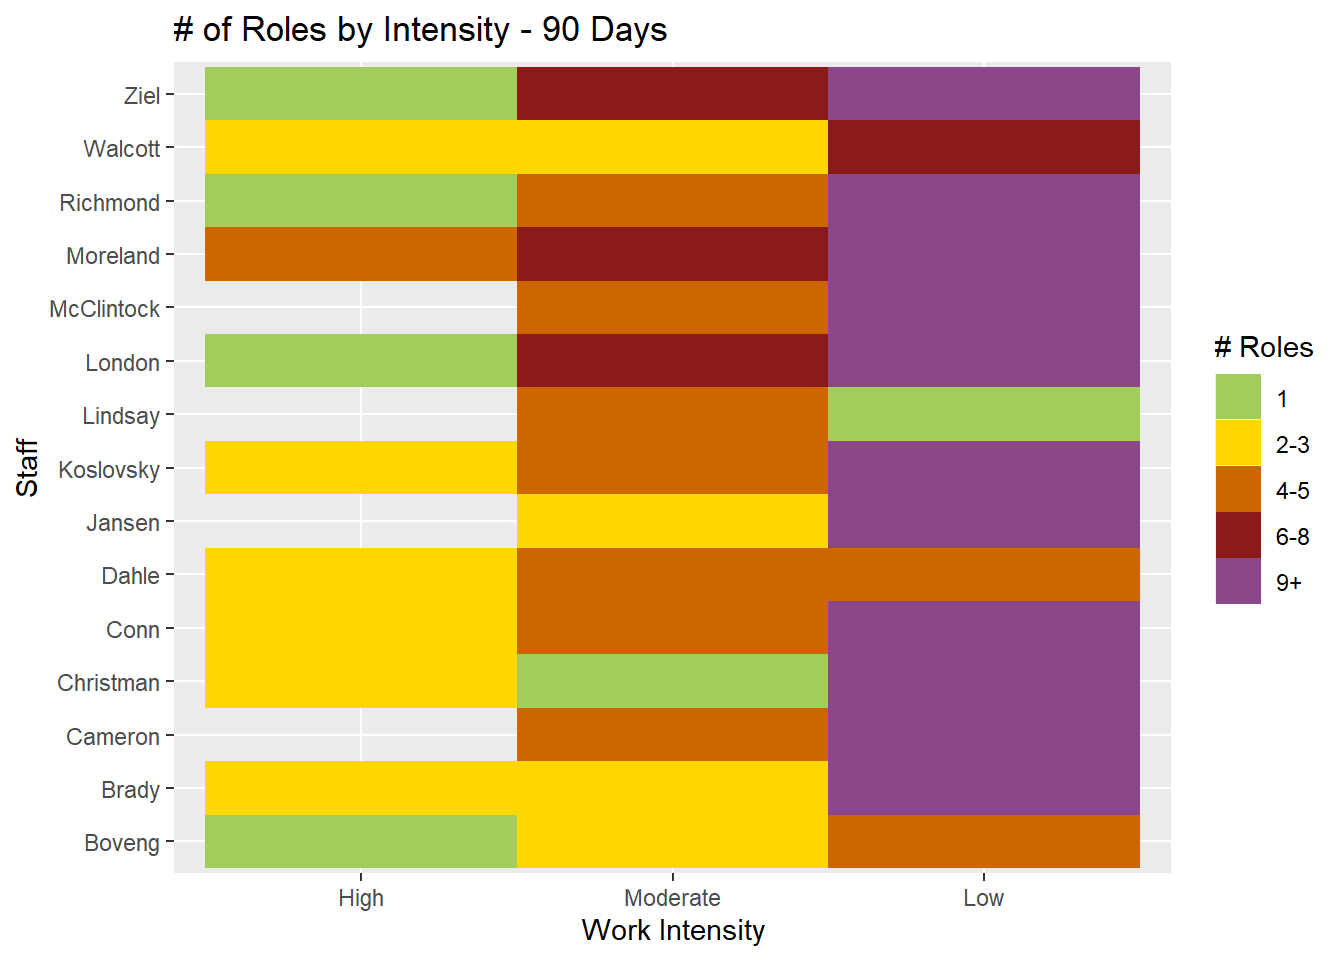 # of Roles by Intensity - 90 Days
Ziel
Walcott
Richmond
Moreland
McClintock
London
Lindsay
Koslovsky
Jansen
Dahle
Conn
Christman
Cameron
Brady
Boveng
Staff
High
Moderate
Low
Work Intensity
# Roles
1
2-3
4-5
6-8
9+